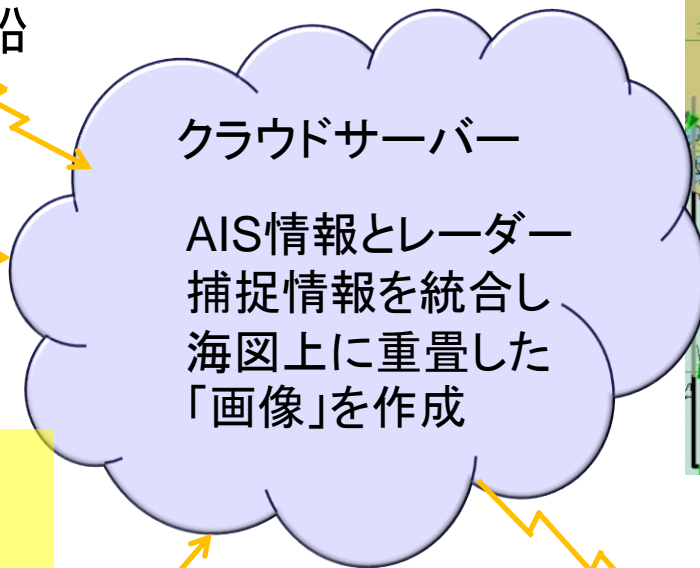 船
クラウドサーバー
AIS情報とレーダー
捕捉情報を統合し
海図上に重畳した
「画像」を作成